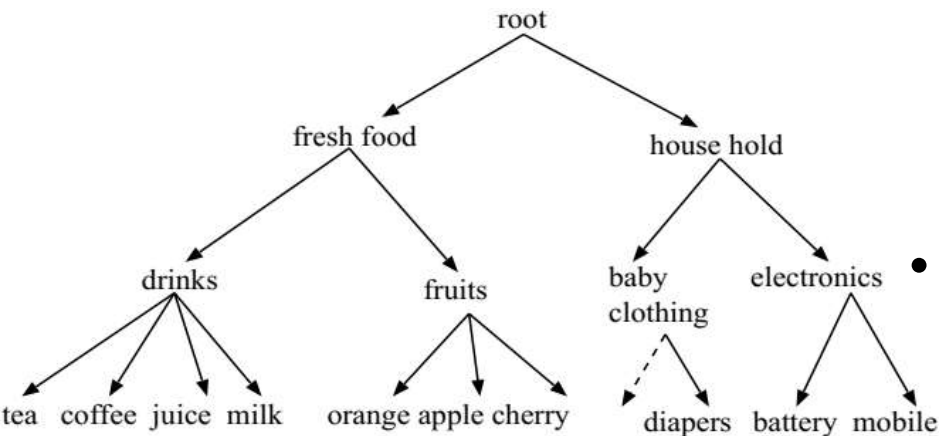 root
fresh food
house hold
drinks
fruits
baby
clothing
electronics
tea coffee juice milk
orange apple cherry
diapers battery mobile